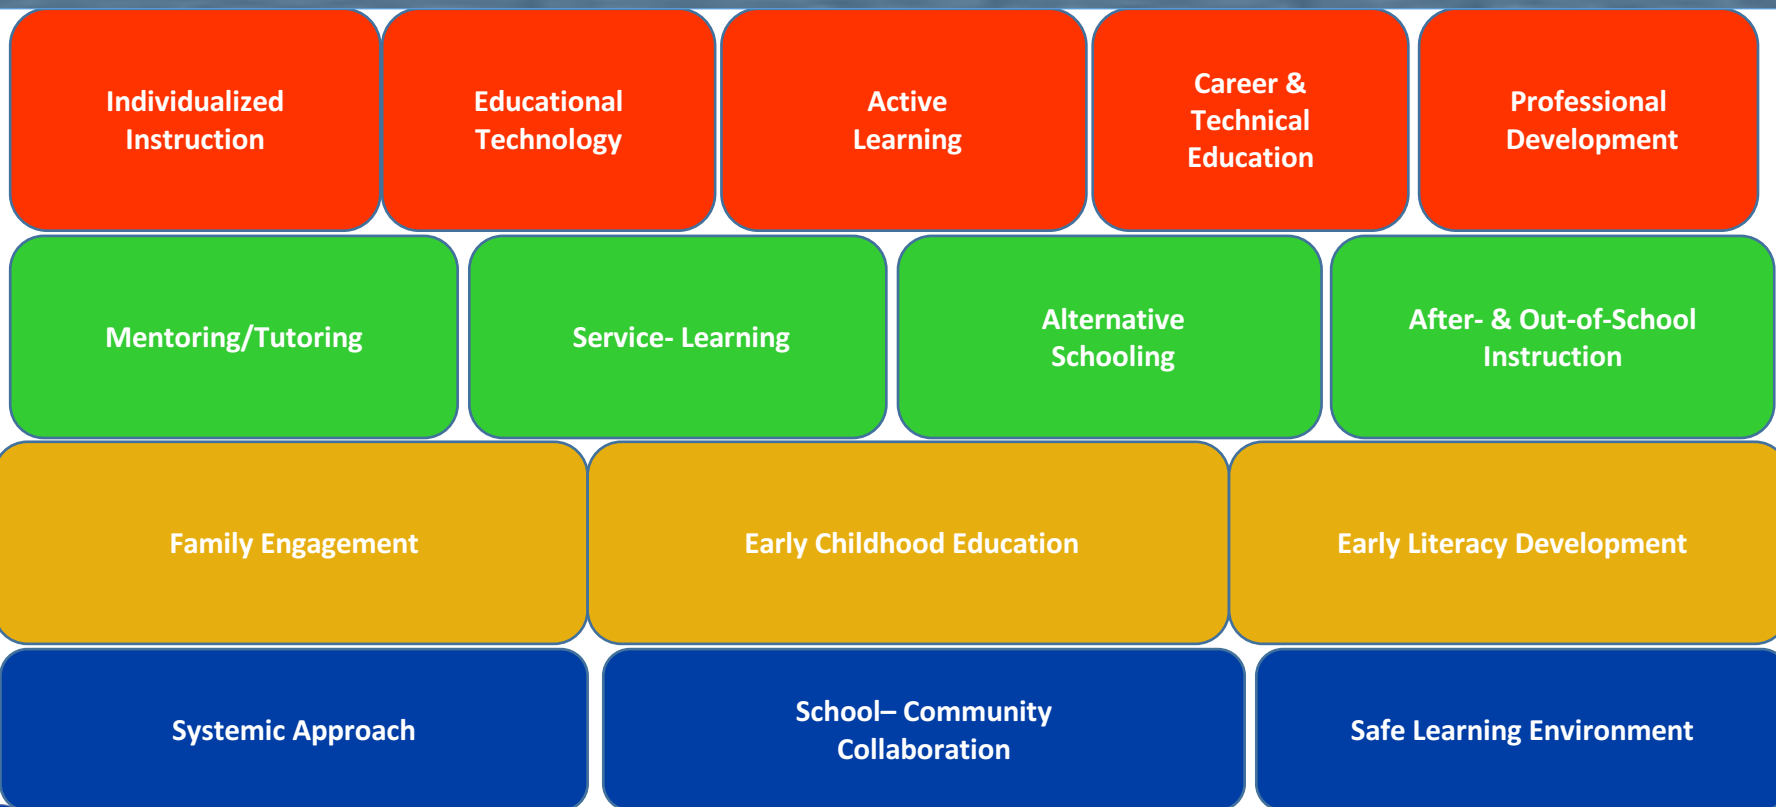 Individualized
Instruction
Educational
Technology
Active
Learning
Career &
Technical
Education
Professional
Development
Mentoring/Tutoring
Service- Learning
Alternative
Schooling
After- & Out-of-School
Instruction
Family Engagement
Early Childhood Education
Early Literacy Development
Systemic Approach
School– Community
Collaboration
Safe Learning Environment